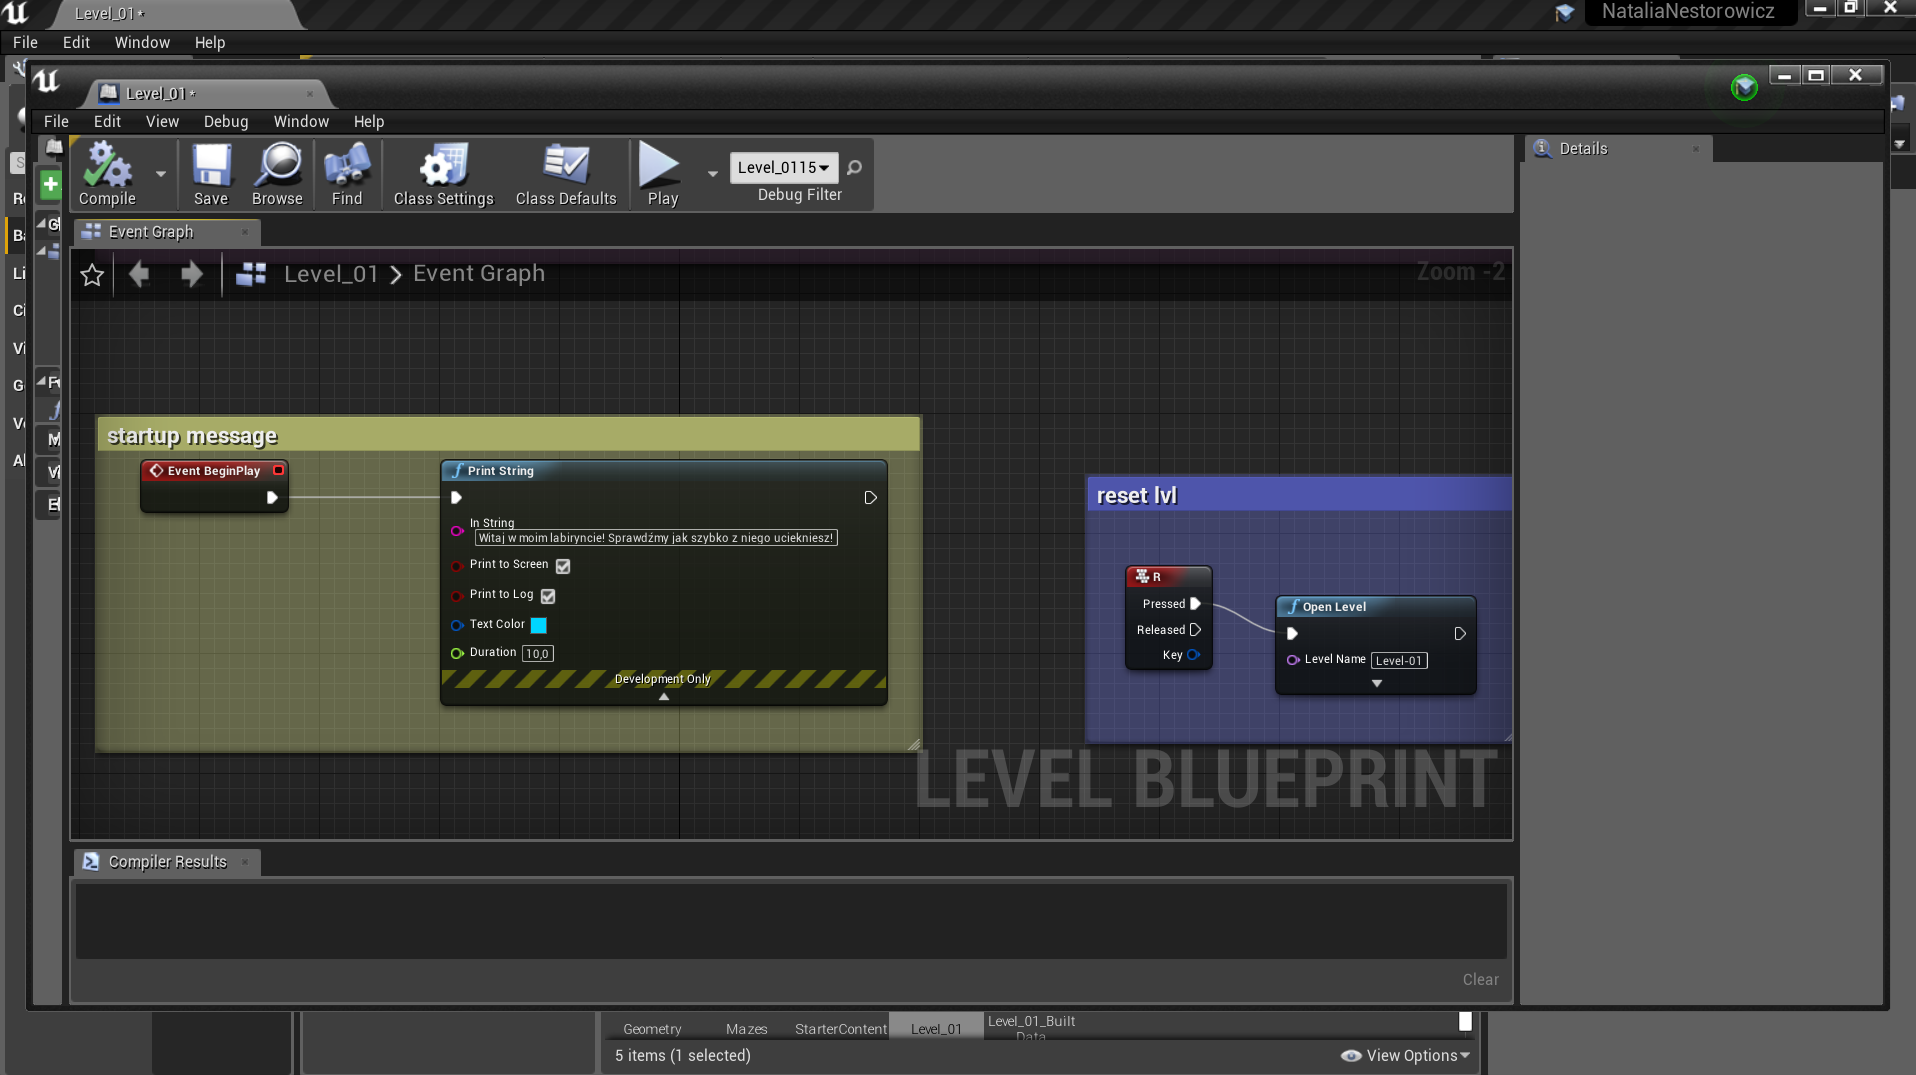 Level_01*
NataliaNestorowicz
File Edit Window Help
Level_01*
File Edit View Debug Window Help
Compile
Save
Browse
Find
Class Settings
Class Defaults
Play
Level_0115
Debug Filter
Details
Event Graph
Level_01 > Event Graph
Zoom -2
startup message
Event BeginPlay
Print String
In String
Witaj w moim labiryncie! Sprawdźmy jak szybko z niego uciekniesz!
Print to Screen
Print to Log
Text Color
Duration 10,0
Development Only
reset lvl
R
Pressed
Released
Key
Open Level
Level Name Level-01
LEVEL BLUEPRINT
Compiler Results
Clear
Geometry Mazes StarterContent Level_01 Level_01_Built
Data
5 items (1 selected)
View Options